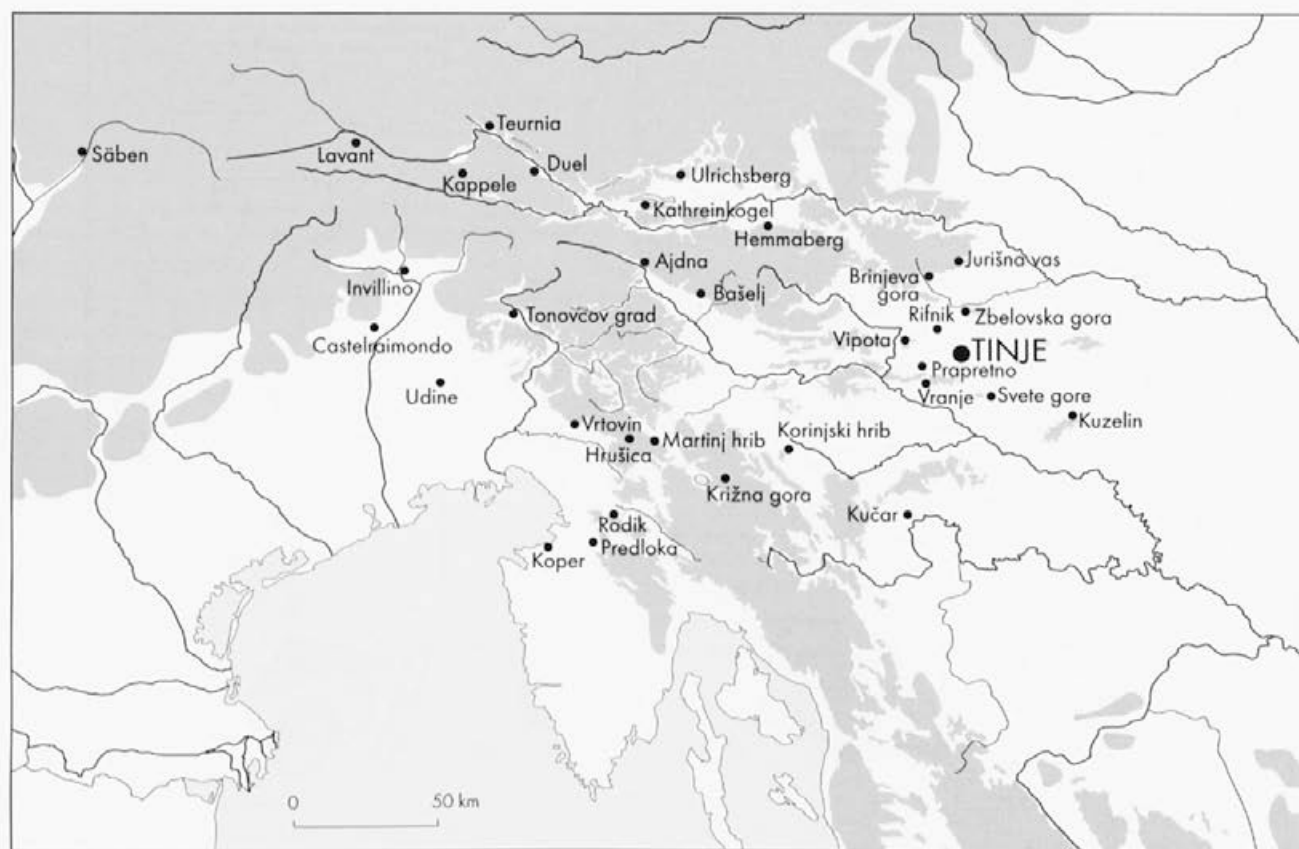 Teurnia
Säben
Lavant
Duel
Kappele
Ulrichsberg
Kathreinkogel
Hemmaberg
Ajdna
Jurišna vas
Invillino
Bašelj
Brinjeva
gora
Tonovcov grad
Rifnik
Zbelovska gora
Castelraimondo
Vipota
TINJE
Prapretno
Udine
Vranje
Svete gore
Kuzelin
Vrtovin
Martinj hrib
Korinjski hrib
Hrušica
Križna gora
Rodik
Kučar
Predloka
Koper
0
50 km